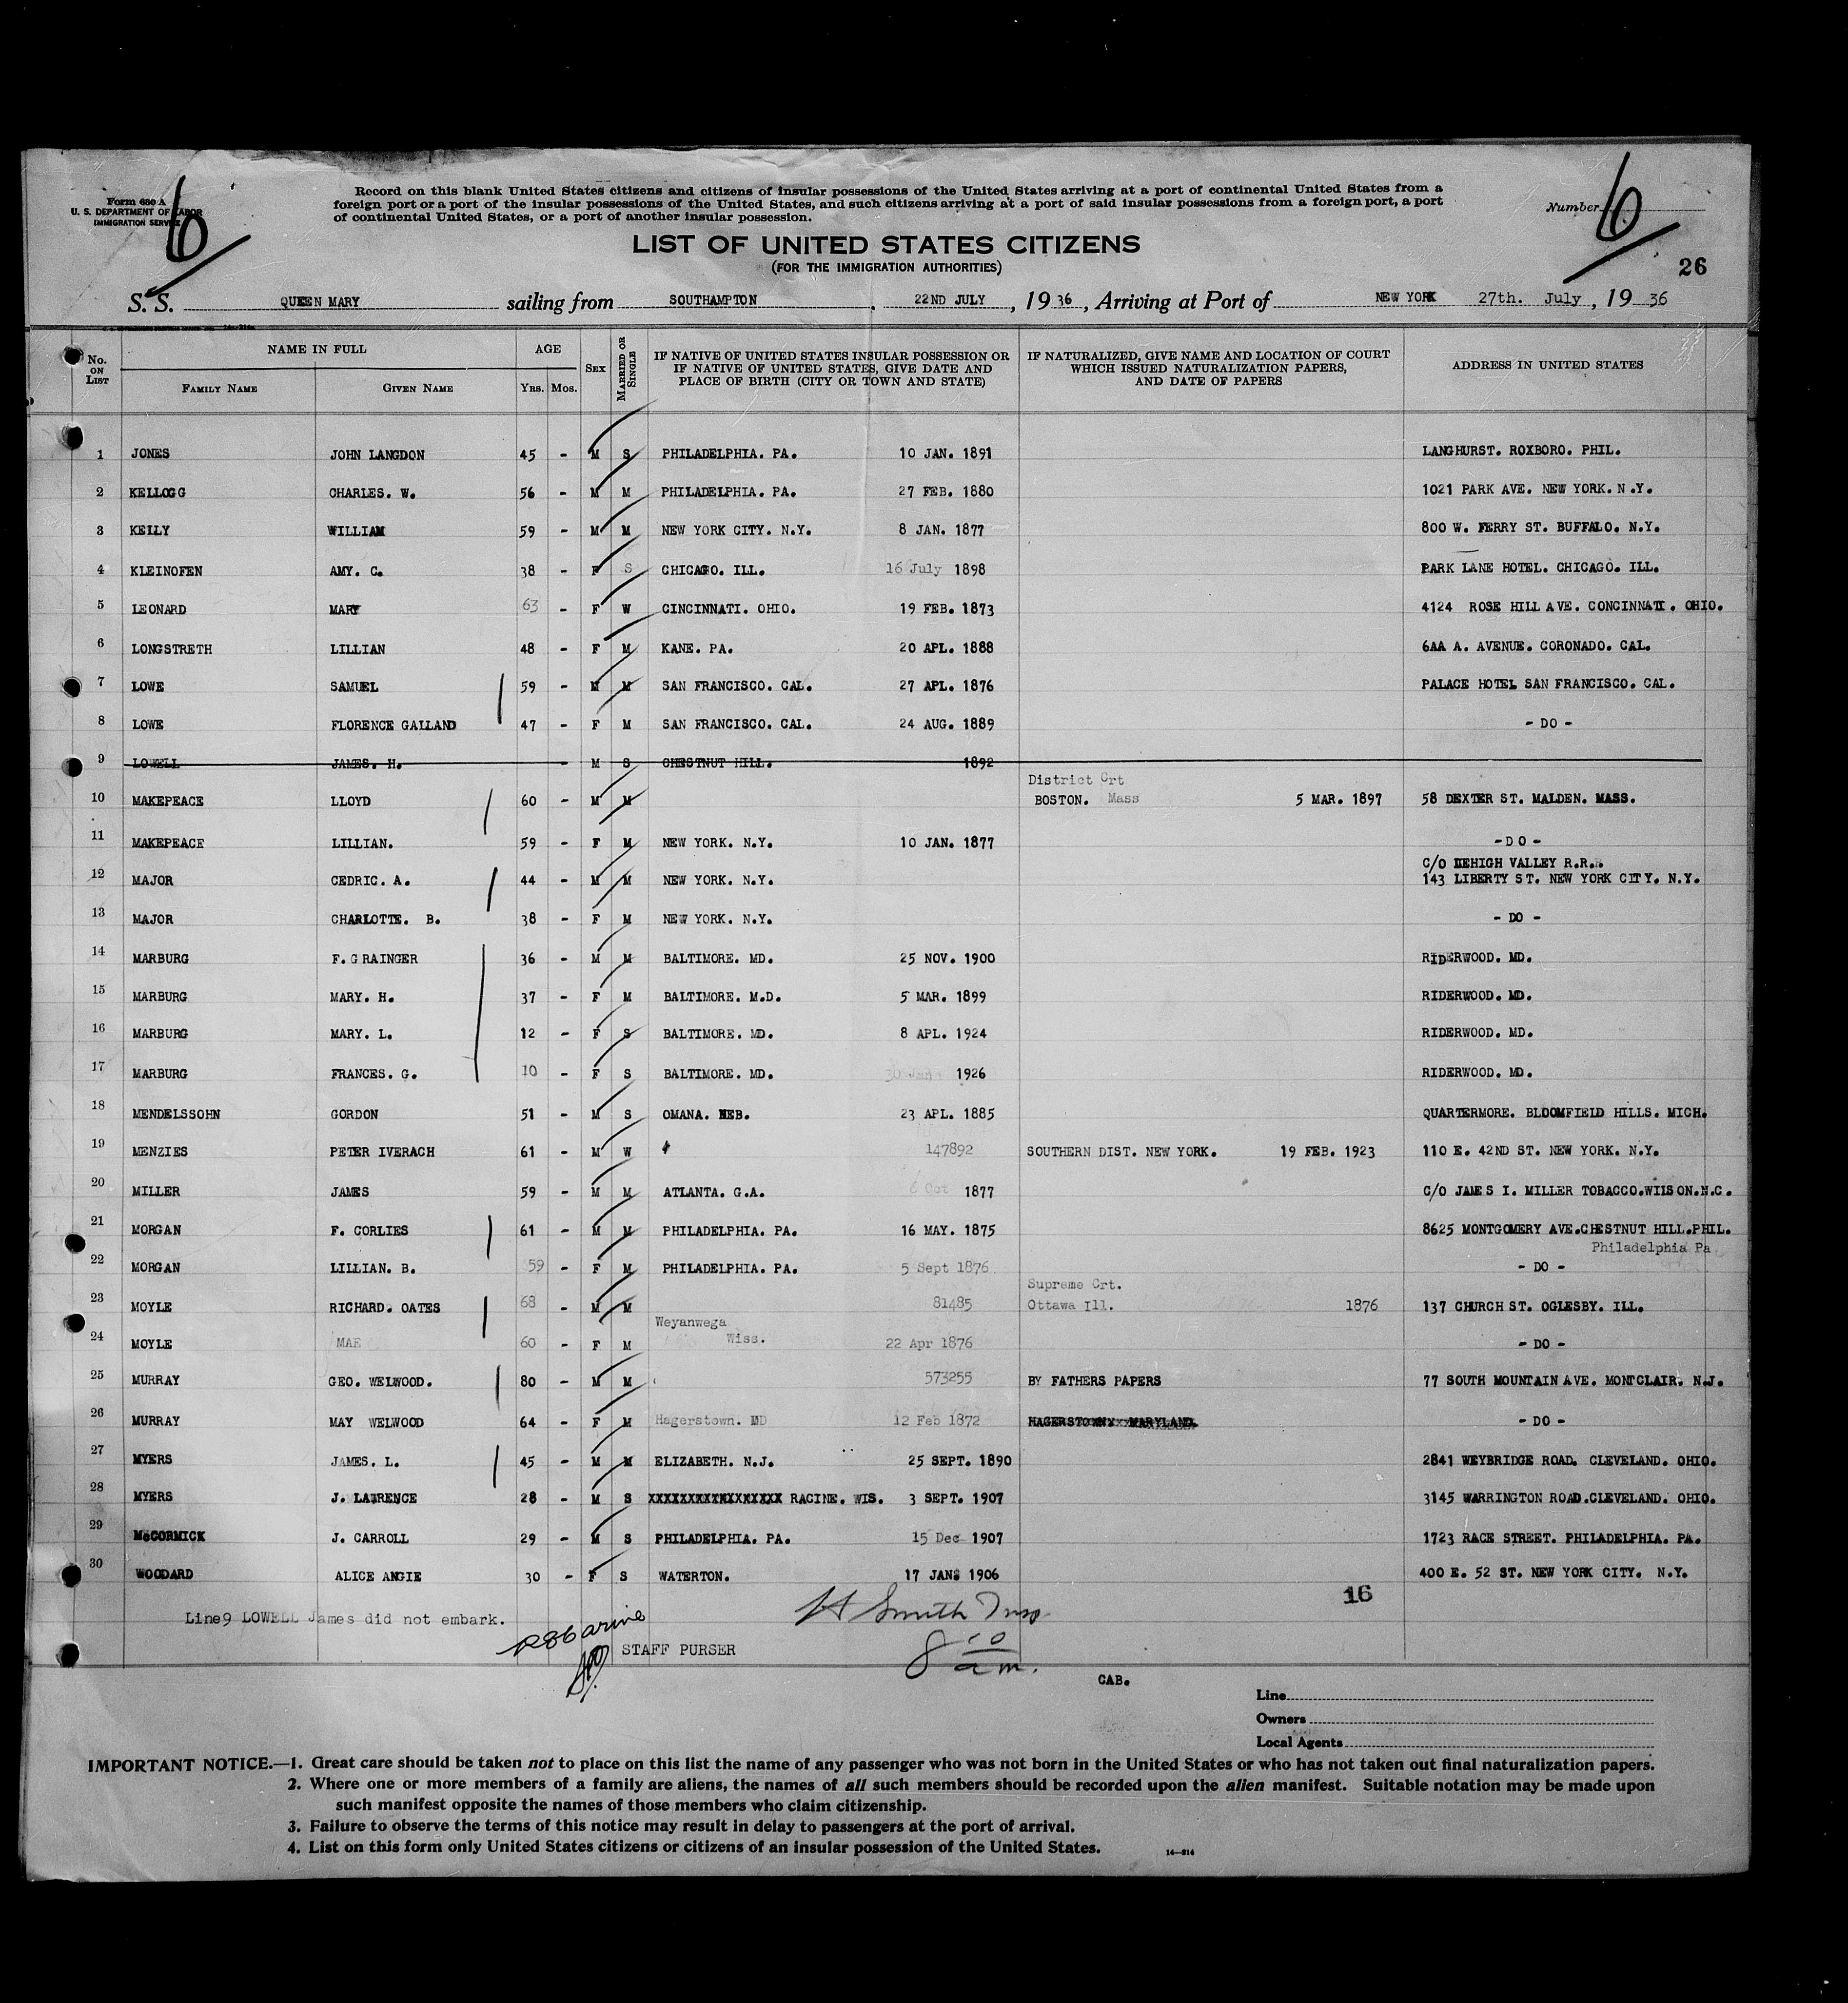 Form 630 A
U. S. DEPARTMENT OF LABOR
IMMIGRATION SERVICE
6
Record on this blank United States citizens and citizens of insular possessions of the United States arriving at a port of continental United States from a
foreign port or a port of the insular possessions of the United States, and such citizens arriving at a port of said insular possessions from a foreign port, a port
of continental United States, or a port of another insular possession.
Number 6
LIST OF UNITED STATES CITIZENS
(FOR THE IMMIGRATION AUTHORITIES)
26
S. S. QUEEN MARY sailing from SOUTHAMPTON, 22ND JULY, 1936, Arriving at Port of NEW YORK 27th. July, 1936
No. ON LIST NAME IN FULL AGE SEX MARRIED OR SINGLE IF NATIVE OF UNITED STATES INSULAR POSSESSION OR IF NATIVE OF UNITED STATES, GIVE DATE AND PLACE OF BIRTH (CITY OR TOWN AND STATE) IF NATURALIZED, GIVE NAME AND LOCATION OF COURT WHICH ISSUED NATURALIZATION PAPERS, AND DATE OF PAPERS ADDRESS IN UNITED STATES
FAMILY NAME GIVEN NAME YRS. MOS.
1 JONES JOHN LANGDON 45 - M S PHILADELPHIA. PA. 10 JAN. 1891 LANGHURST. ROXBORO. PHIL.
2 KELLOGG CHARLES. W. 56 - M M PHILADELPHIA. PA. 27 FEB. 1880 1021 PARK AVE. NEW YORK. N.Y.
3 KELLY WILLIAM 59 - M M NEW YORK CITY. N.Y. 8 JAN. 1877 800 W. FERRY ST. BUFFALO. N.Y.
4 KLEINOFEN AMY. C. 38 - F S CHICAGO. ILL. 16 July 1898 PARK LANE HOTEL. CHICAGO. ILL.
5 LEONARD MARY 63 - F W CINCINNATI. OHIO. 19 FEB. 1873 4124 ROSE HILL AVE. CONCINNATI. OHIO.
6 LONGSTRETH LILLIAN 48 - F M KANE. PA. 20 APL. 1888 6AA A. AVENUE. CORONADO. CAL.
7 LOWE SAMUEL 59 - M M SAN FRANCISCO. CAL. 27 APL. 1876 PALACE HOTEL SAN FRANCISCO. CAL.
8 LOWE FLORENCE GALLAND 47 - F M SAN FRANCISCO. CAL. 24 AUG. 1889 - DO -
9 LOWELL JAMES. H. - M S CHESTNUT HILL. 1892
District Crt
10 MAKEPEACE LLOYD 60 - M M BOSTON. Mass 5 MAR. 1897 58 DEXTER ST. MALDEN. MASS.
11 MAKEPEACE LILLIAN. 59 - F M NEW YORK. N.Y. 10 JAN. 1877 - DO -
C/O LEHIGH VALLEY R.R.
12 MAJOR CEDRIC. A. 44 - M M NEW YORK. N.Y. 143 LIBERTY ST. NEW YORK CITY. N.Y.
13 MAJOR CHARLOTTE. B. 38 - F M NEW YORK. N.Y. - DO -
14 MARBURG F. GRAINGER 36 - M M BALTIMORE. MD. 25 NOV. 1900 RIDERWOOD. MD.
15 MARBURG MARY. H. 37 - F M BALTIMORE. M.D. 5 MAR. 1899 RIDERWOOD. MD.
16 MARBURG MARY. L. 12 - F S BALTIMORE. MD. 8 APL. 1924 RIDERWOOD. MD.
17 MARBURG FRANCES. G. 10 - F S BALTIMORE. MD. 30 Jan 1926 RIDERWOOD. MD.
18 MENDELSSOHN GORDON 51 - M S OMANA. NEB. 23 APL. 1885 QUARTERMORE. BLOOMFIELD HILLS. MICH.
19 MENZIES PETER IVERACH 61 - M W 147892 SOUTHERN DIST. NEW YORK. 19 FEB. 1923 110 E. 42ND ST. NEW YORK. N.Y.
20 MILLER JAMES 59 - M M ATLANTA. G.A. 6 Oct 1877 C/O JAMES I. MILLER TOBACCO.WILSON.N.C.
21 MORGAN F. CORLIES 61 - M M PHILADELPHIA. PA. 16 MAY. 1875 8625 MONTGOMERY AVE.CHESTNUT HILL.PHIL.
Philadelphia Pa
22 MORGAN LILLIAN. B. 59 - F M PHILADELPHIA. PA. 5 Sept 1876 - DO -
Supreme Crt.
23 MOYLE RICHARD. OATES 68 - M M 81485 Ottawa Ill. 1876 137 CHURCH ST. OGLESBY. ILL.
Weyanwega
24 MOYLE MAE 60 - F M Wiss. 22 Apr 1876 - DO -
25 MURRAY GEO. WELWOOD. 80 - M M 573255 BY FATHERS PAPERS 77 SOUTH MOUNTAIN AVE. MONTCLAIR. N.J.
26 MURRAY MAY WELWOOD 64 - F M Hagerstown. MD 12 Feb 1872 HAGERSTOWNXXXMARYLAND. - DO -
27 MYERS JAMES. L. 45 - M M ELIZABETH. N.J. 25 SEPT. 1890 2841 WEYBRIDGE ROAD. CLEVELAND. OHIO.
28 MYERS J. LAWRENCE 28 - M S XXXXXXXXXXXXXXXXX RACINE. WIS. 3 SEPT. 1907 3145 WARRINGTON ROAD.CLEVELAND. OHIO.
29 McCORMICK J. CARROLL 29 - M S PHILADELPHIA. PA. 15 Dec 1907 1723 RACE STREET. PHILADELPHIA. PA.
30 WOODARD ALICE ANGIE 30 - F S WATERTON. 17 JAN. 1906 400 E. 52 ST. NEW YORK CITY. N.Y.
16
Line9 LOWELL James did not embark.
H Smith Insp
STAFF PURSER
8 10 am.
CAB.
Line
Owners
Local Agents
IMPORTANT NOTICE.—1. Great care should be taken not to place on this list the name of any passenger who was not born in the United States or who has not taken out final naturalization papers.
2. Where one or more members of a family are aliens, the names of all such members should be recorded upon the alien manifest. Suitable notation may be made upon
such manifest opposite the names of those members who claim citizenship.
3. Failure to observe the terms of this notice may result in delay to passengers at the port of arrival.
4. List on this form only United States citizens or citizens of an insular possession of the United States.
14—314